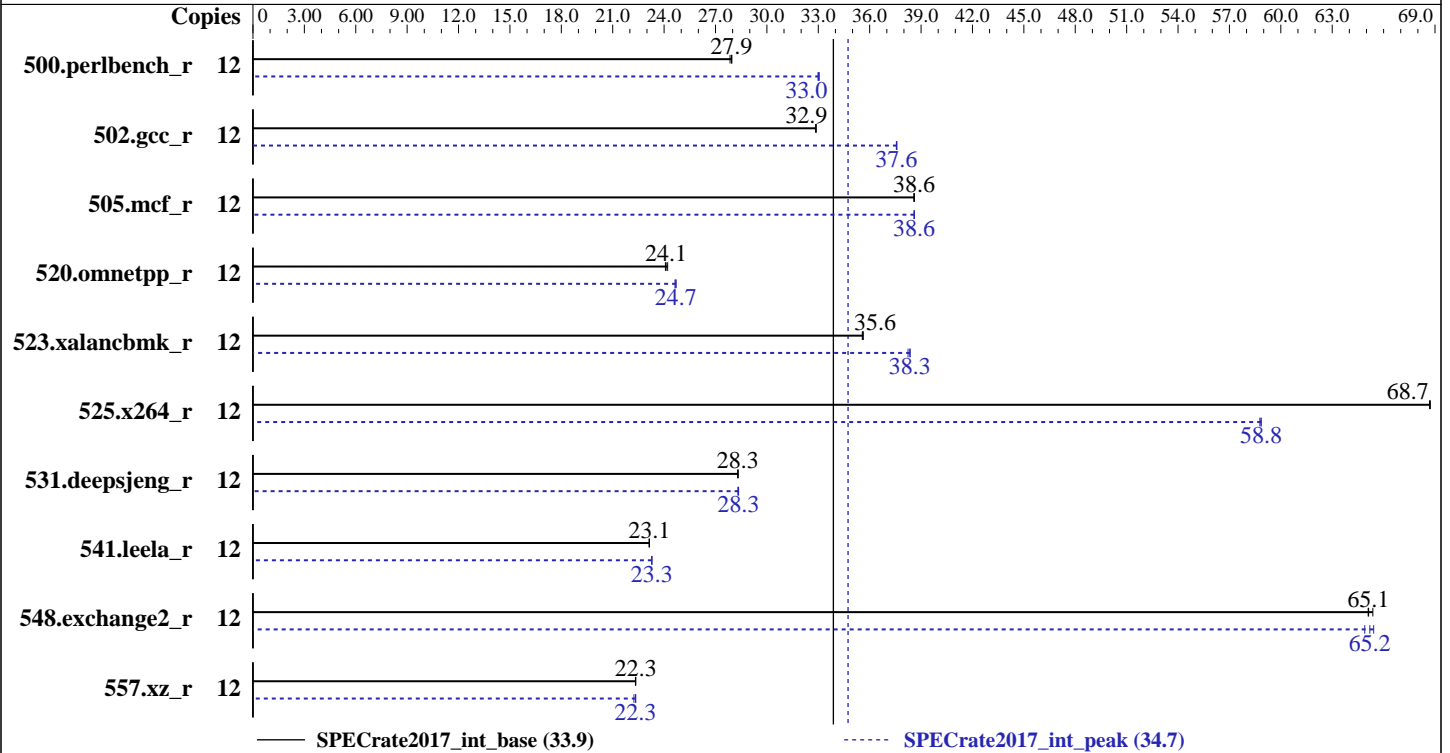 Copies 0 3.00 6.00 9.00 12.0 15.0 18.0 21.0 24.0 27.0 30.0 33.0 36.0 39.0 42.0 45.0 48.0 51.0 54.0 57.0 60.0 63.0 69.0
27.9
500.perlbench_r 12
33.0
32.9
502.gcc_r 12
37.6
38.6
505.mcf_r 12
38.6
24.1
520.omnetpp_r 12
24.7
35.6
523.xalancbmk_r 12
38.3
68.7
525.x264_r 12
58.8
28.3
531.deepsjeng_r 12
28.3
23.1
541.leela_r 12
23.3
65.1
548.exchange2_r 12
65.2
22.3
557.xz_r 12
22.3
SPECrate2017_int_base (33.9) SPECrate2017_int_peak (34.7)